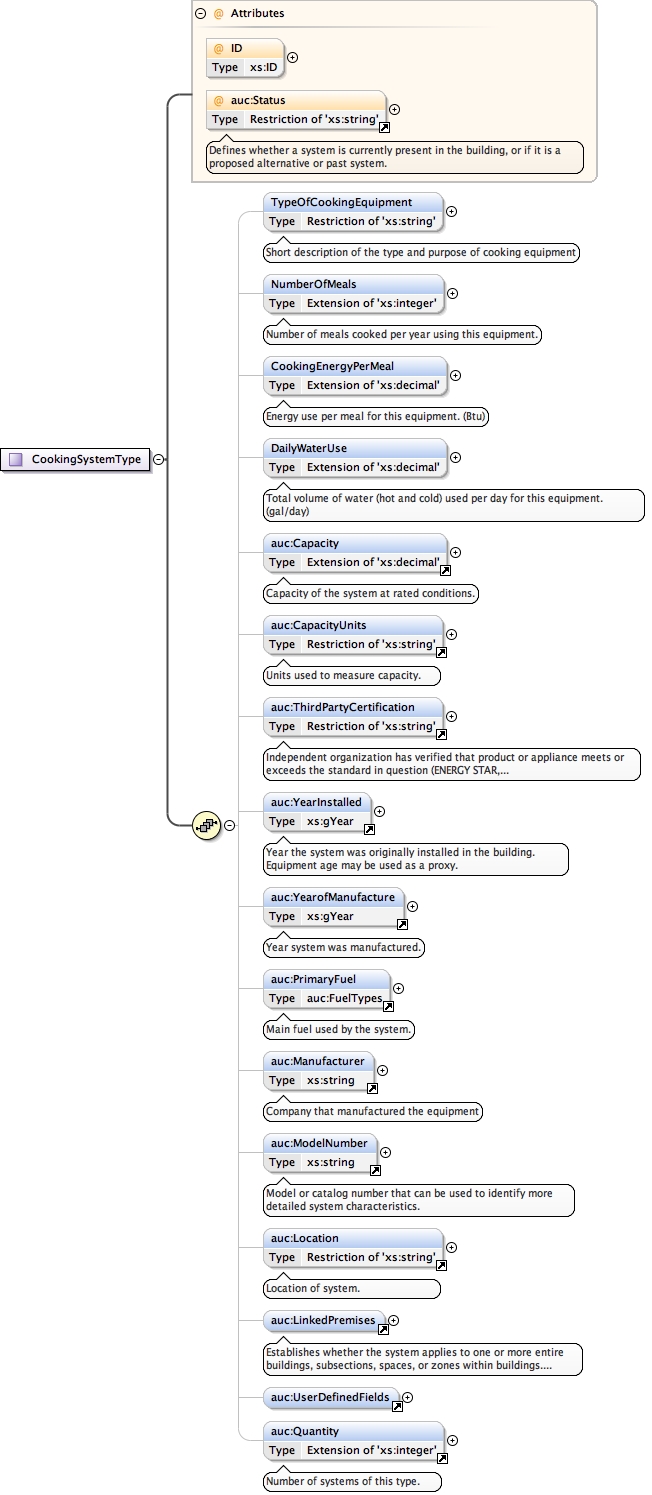 @ Attributes
@ ID
Type xs:ID
@ auc:Status
Type Restriction of 'xs:string'
Defines whether a system is currently present in the building, or if it is a
proposed alternative or past system.
TypeOfCookingEquipment
Type Restriction of 'xs:string'
Short description of the type and purpose of cooking equipment
NumberOfMeals
Type Extension of 'xs:integer'
Number of meals cooked per year using this equipment.
CookingEnergyPerMeal
Type Extension of 'xs:decimal'
Energy use per meal for this equipment. (Btu)
DailyWaterUse
Type Extension of 'xs:decimal'
CookingSystemType
Total volume of water (hot and cold) used per day for this equipment.
(gal/day)
auc:Capacity
Type Extension of 'xs:decimal'
Capacity of the system at rated conditions.
auc:CapacityUnits
Type Restriction of 'xs:string'
Units used to measure capacity.
auc:ThirdPartyCertification
Type Restriction of 'xs:string'
Independent organization has verified that product or appliance meets or
exceeds the standard in question (ENERGY STAR,...
auc:YearInstalled
Type xs:gYear
Year the system was originally installed in the building.
Equipment age may be used as a proxy.
auc:YearofManufacture
Type xs:gYear
Year system was manufactured.
auc:PrimaryFuel
Type auc:FuelTypes
Main fuel used by the system.
auc:Manufacturer
Type xs:string
Company that manufactured the equipment
auc:ModelNumber
Type xs:string
Model or catalog number that can be used to identify more
detailed system characteristics.
auc:Location
Type Restriction of 'xs:string'
Location of system.
auc:LinkedPremises
Establishes whether the system applies to one or more entire
buildings, subsections, spaces, or zones within buildings....
auc:UserDefinedFields
auc:Quantity
Type Extension of 'xs:integer'
Number of systems of this type.